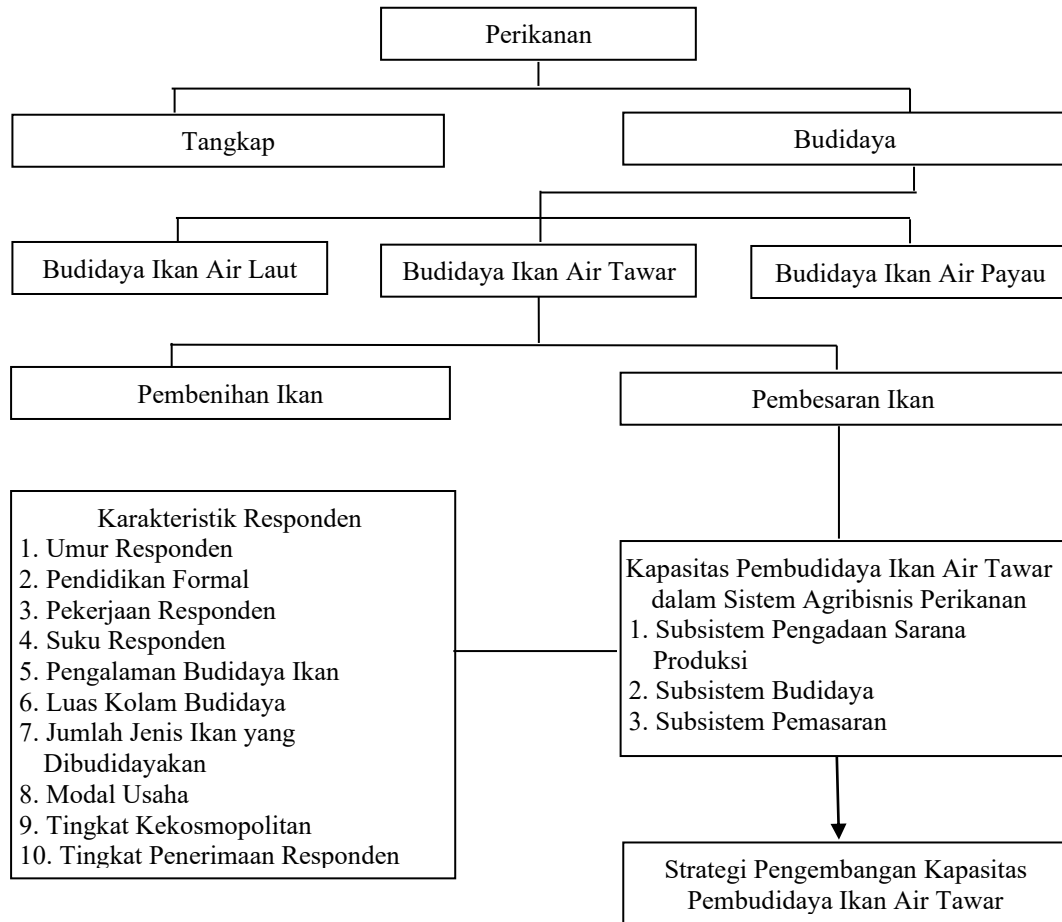 Perikanan
Tangkap
Budidaya
Budidaya Ikan Air Laut
Budidaya Ikan Air Tawar
Budidaya Ikan Air Payau
Pembenihan Ikan
Pembesaran Ikan
Karakteristik Responden
1. Umur Responden
2. Pendidikan Formal
3. Pekerjaan Responden
4. Suku Responden
5. Pengalaman Budidaya Ikan
6. Luas Kolam Budidaya
7. Jumlah Jenis Ikan yang
Dibudidayakan
8. Modal Usaha
9. Tingkat Kekosmopolitan
10. Tingkat Penerimaan Responden
Kapasitas Pembudidaya Ikan Air Tawar
dalam Sistem Agribisnis Perikanan
1. Subsistem Pengadaan Sarana
Produksi
2. Subsistem Budidaya
3. Subsistem Pemasaran
Strategi Pengembangan Kapasitas
Pembudidaya Ikan Air Tawar